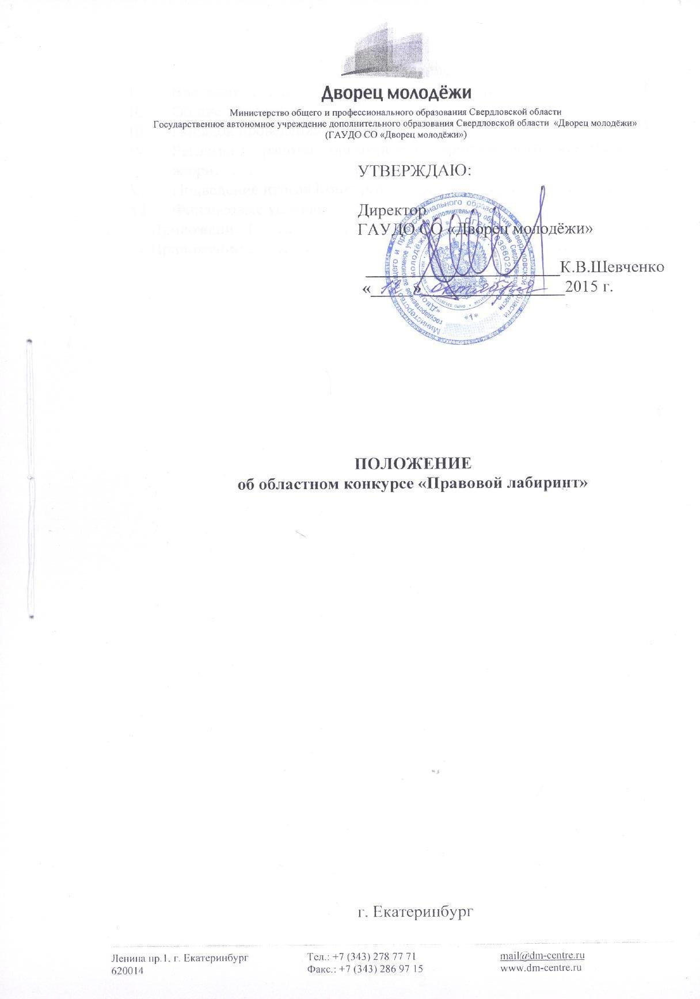 Дворец молодёжи
Министерство общего и профессионального образования Свердловской области
Государственное автономное учреждение дополнительного образования Свердловской области «Дворец молодёжи»
(ГАУДО СО «Дворец молодёжи»)
УТВЕРЖДАЮ:
Директор
ГАУДО СО «Дворец молодёжи»
К.В.Шевченко
«13» октября 2015 г.
ПОЛОЖЕНИЕ
об областном конкурсе «Правовой лабиринт»
г. Екатеринбург
Ленина пр.1, г. Екатеринбург
620014
Тел.: +7 (343) 278 77 71
Факс.: +7 (343) 286 97 15
mail@dm-centre.ru
www.dm-centre.ru